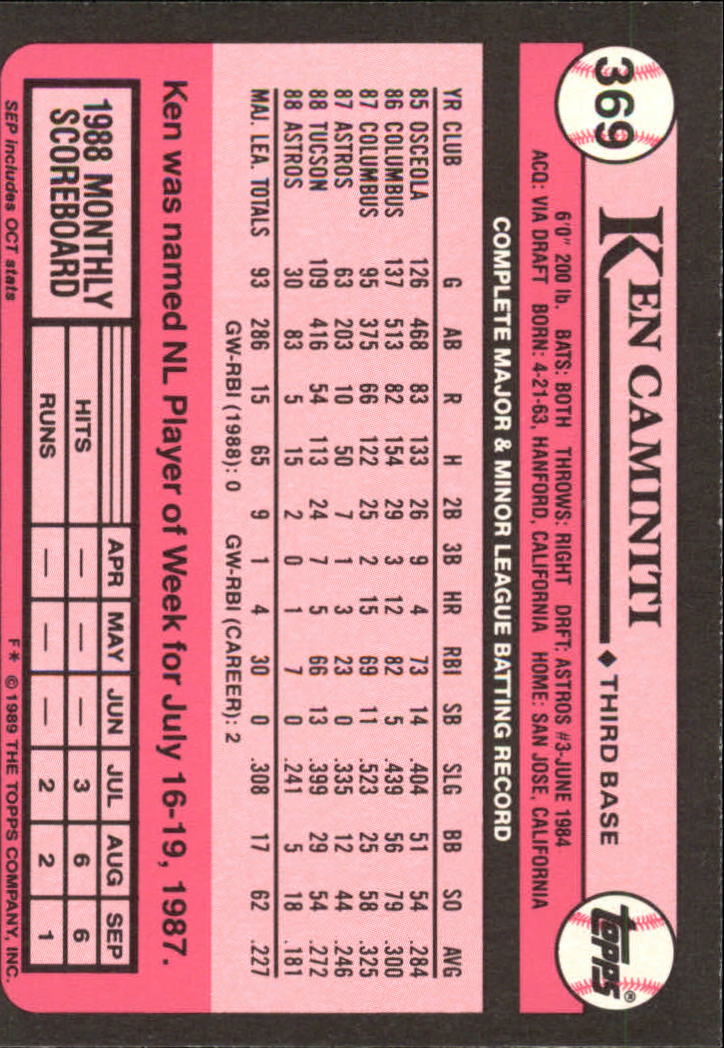 369
KEN CAMINITI ◆ THIRD BASE
topps®
6'0" 200 lb. BATS: BOTH THROWS: RIGHT DRFT: ASTROS #3-JUNE 1984
ACQ: VIA DRAFT BORN: 4-21-63, HANFORD, CALIFORNIA HOME: SAN JOSE, CALIFORNIA
COMPLETE MAJOR & MINOR LEAGUE BATTING RECORD
YR CLUB G AB R H 2B 3B HR RBI SB SLG BB SO AVG
85 OSCEOLA 126 468 83 133 26 9 4 73 14 .404 51 54 .284
86 COLUMBUS 137 513 82 154 29 3 12 82 5 .439 56 79 .300
87 COLUMBUS 95 375 66 122 25 2 15 69 11 .523 25 58 .325
87 ASTROS 63 203 10 50 7 1 3 23 0 .335 12 44 .246
88 TUCSON 109 416 54 113 24 7 5 66 13 .399 29 54 .272
88 ASTROS 30 83 5 15 2 0 1 7 0 .241 5 18 .181
MAJ. LEA. TOTALS 93 286 15 65 9 1 4 30 0 .308 17 62 .227
GW-RBI (1988): 0 GW-RBI (CAREER): 2
Ken was named NL Player of Week for July 16-19, 1987.
1988 MONTHLY SCOREBOARD
APR MAY JUN JUL AUG SEP
HITS — — — 3 6 6
RUNS — — — 2 2 1
SEP includes OCT stats F* © 1989 THE TOPPS COMPANY, INC.